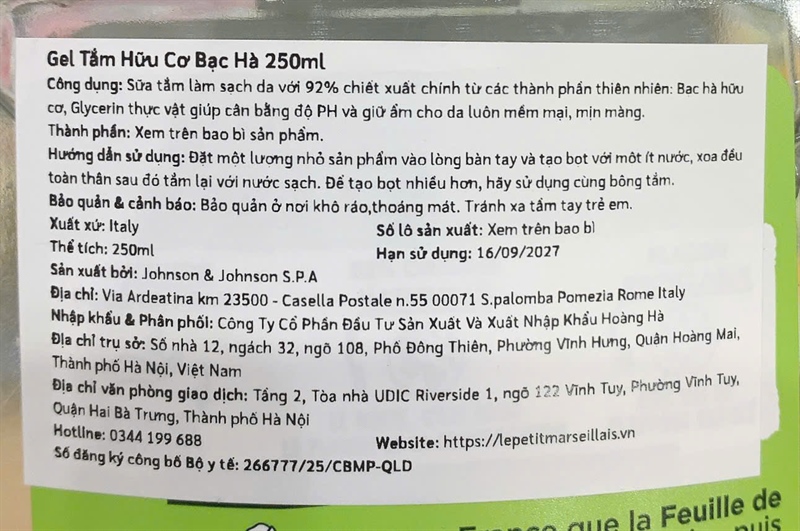 Gel Tắm Hữu Cơ Bạc Hà 250ml
Công dụng: Sữa tắm làm sạch da với 92% chiết xuất chính từ các thành phần thiên nhiên: Bạc hà hữu
cơ, Glycerin thực vật giúp cân bằng độ PH và giữ ẩm cho da luôn mềm mại, mịn màng.
Thành phần: Xem trên bao bì sản phẩm.
Hướng dẫn sử dụng: Đặt một lượng nhỏ sản phẩm vào lòng bàn tay và tạo bọt với một ít nước, xoa đều
toàn thân sau đó tắm lại với nước sạch. Để tạo bọt nhiều hơn, hãy sử dụng cùng bông tắm.
Bảo quản & cảnh báo: Bảo quản ở nơi khô ráo,thoáng mát. Tránh xa tầm tay trẻ em.
Xuất xứ: Italy
Số lô sản xuất: Xem trên bao bì
Thể tích: 250ml
Hạn sử dụng: 16/09/2027
Sản xuất bởi: Johnson & Johnson S.P.A
Địa chỉ: Via Ardeatina km 23500 - Casella Postale n.55 00071 S.palomba Pomezia Rome Italy
Nhập khẩu & Phân phối: Công Ty Cổ Phần Đầu Tư Sản Xuất Và Xuất Nhập Khẩu Hoàng Hà
Địa chỉ trụ sở: Số nhà 12, ngách 32, ngõ 108, Phố Đông Thiên, Phường Vĩnh Hưng, Quận Hoàng Mai,
Thành phố Hà Nội, Việt Nam
Địa chỉ văn phòng giao dịch: Tầng 2, Tòa nhà UDIC Riverside 1, ngõ 122 Vĩnh Tuy, Phường Vĩnh Tuy,
Quận Hai Bà Trưng, Thành phố Hà Nội
Hotline: 0344 199 688
Website: https://lepetitmarseillais.vn
Số đăng ký công bố Bộ y tế: 266777/25/CBMP-QLD
France que la Feuille de